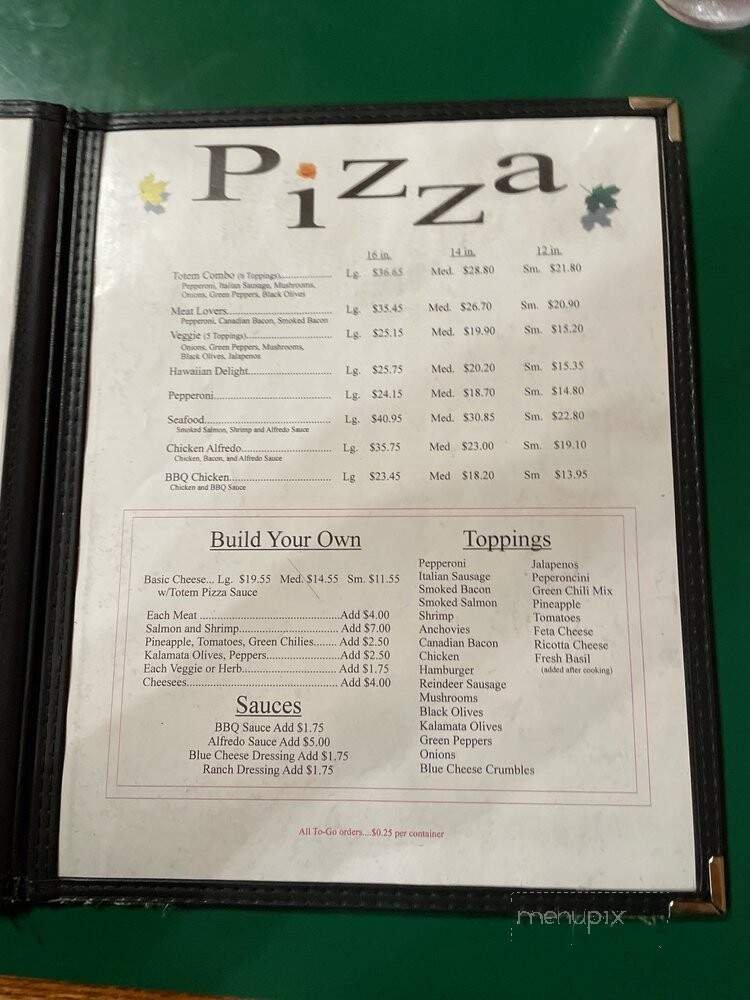 Pizza
16 in. 14 in. 12 in.
Totem Combo (8 Toppings).................... Lg. $36.65 Med. $28.80 Sm. $21.80
Pepperoni, Italian Sausage, Mushrooms,
Onions, Green Peppers, Black Olives
Meat Lovers............................................. Lg. $35.45 Med. $26.70 Sm. $20.90
Pepperoni, Canadian Bacon, Smoked Bacon
Veggie (5 Toppings)............................... Lg. $25.15 Med. $19.90 Sm. $15.20
Onions, Green Peppers, Mushrooms,
Black Olives, Jalapenos
Hawaiian Delight............................ Lg. $25.75 Med. $20.20 Sm. $15.35
Pepperoni....................................... Lg. $24.15 Med. $18.70 Sm. $14.80
Seafood........................................... Lg. $40.95 Med. $30.85 Sm. $22.80
Smoked Salmon, Shrimp and Alfredo Sauce
Chicken Alfredo.............................. Lg. $35.75 Med $23.00 Sm. $19.10
Chicken, Bacon, and Alfredo Sauce
BBQ Chicken.................................. Lg $23.45 Med $18.20 Sm $13.95
Chicken and BBQ Sauce
Build Your Own
Basic Cheese... Lg. $19.55 Med. $14.55 Sm. $11.55
w/Totem Pizza Sauce
Each Meat ..............................................Add $4.00
Salmon and Shrimp................................. Add $7.00
Pineapple, Tomatoes, Green Chilies........ Add $2.50
Kalamata Olives, Peppers........................Add $2.50
Each Veggie or Herb............................... Add $1.75
Cheesees.................................................. Add $4.00
Sauces
BBQ Sauce Add $1.75
Alfredo Sauce Add $5.00
Blue Cheese Dressing Add $1.75
Ranch Dressing Add $1.75
Toppings
Pepperoni
Italian Sausage
Smoked Bacon
Smoked Salmon
Shrimp
Anchovies
Canadian Bacon
Chicken
Hamburger
Reindeer Sausage
Mushrooms
Black Olives
Kalamata Olives
Green Peppers
Onions
Blue Cheese Crumbles
Jalapenos
Peperoncini
Green Chili Mix
Pineapple
Tomatoes
Feta Cheese
Ricotta Cheese
Fresh Basil
(added after cooking)
All To-Go orders....$0.25 per container
menupix